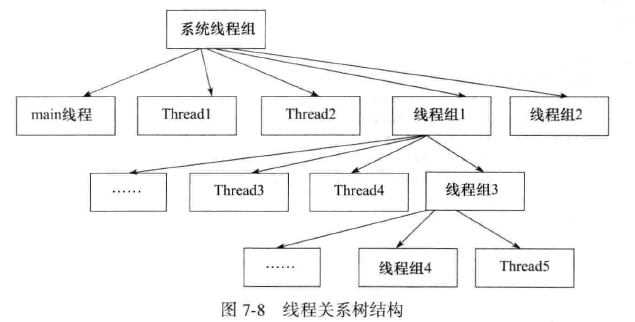 系统线程组
main线程
Thread1
Thread2
线程组1
线程组2
……
Thread3
Thread4
线程组3
……
线程组4
Thread5
图 7-8 线程关系树结构